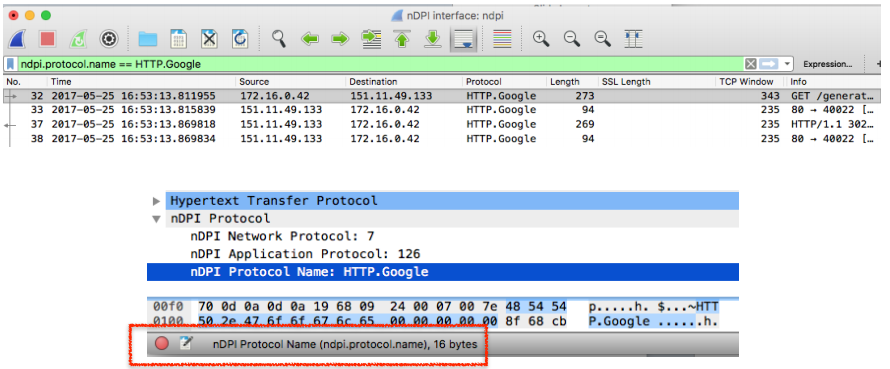 nDPI interface: ndpi
ndpi.protocol.name == HTTP.Google Expression... +
No. Time Source Destination Protocol Length SSL Length TCP Window Info
32 2017-05-25 16:53:13.811955 172.16.0.42 151.11.49.133 HTTP.Google 273 343 GET /generat…
33 2017-05-25 16:53:13.815839 151.11.49.133 172.16.0.42 HTTP.Google 94 235 80 → 40022 […
37 2017-05-25 16:53:13.869818 151.11.49.133 172.16.0.42 HTTP.Google 269 235 HTTP/1.1 302…
38 2017-05-25 16:53:13.869834 151.11.49.133 172.16.0.42 HTTP.Google 94 235 80 → 40022 […
Hypertext Transfer Protocol
nDPI Protocol
nDPI Network Protocol: 7
nDPI Application Protocol: 126
nDPI Protocol Name: HTTP.Google
00f0 70 0d 0a 0d 0a 19 68 09 24 00 07 00 7e 48 54 54 p.....h. $...~HTT
0100 50 2e 47 6f 6f 67 6c 65 00 00 00 00 00 8f 68 cb P.Google ......h.
nDPI Protocol Name (ndpi.protocol.name), 16 bytes